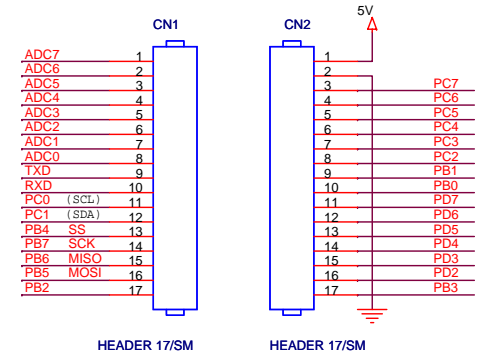 5V
CN1 CN2
ADC7 1 1
ADC6 2 2
ADC5 3 3 PC7
ADC4 4 4 PC6
ADC3 5 5 PC5
ADC2 6 6 PC4
ADC1 7 7 PC3
ADC0 8 8 PC2
TXD 9 9 PB1
RXD 10 10 PB0
PC0 (SCL) 11 11 PD7
PC1 (SDA) 12 12 PD6
PB4 SS 13 13 PD5
PB7 SCK 14 14 PD4
PB6 MISO 15 15 PD3
PB5 MOSI 16 16 PD2
PB2 17 17 PB3
HEADER 17/SM HEADER 17/SM